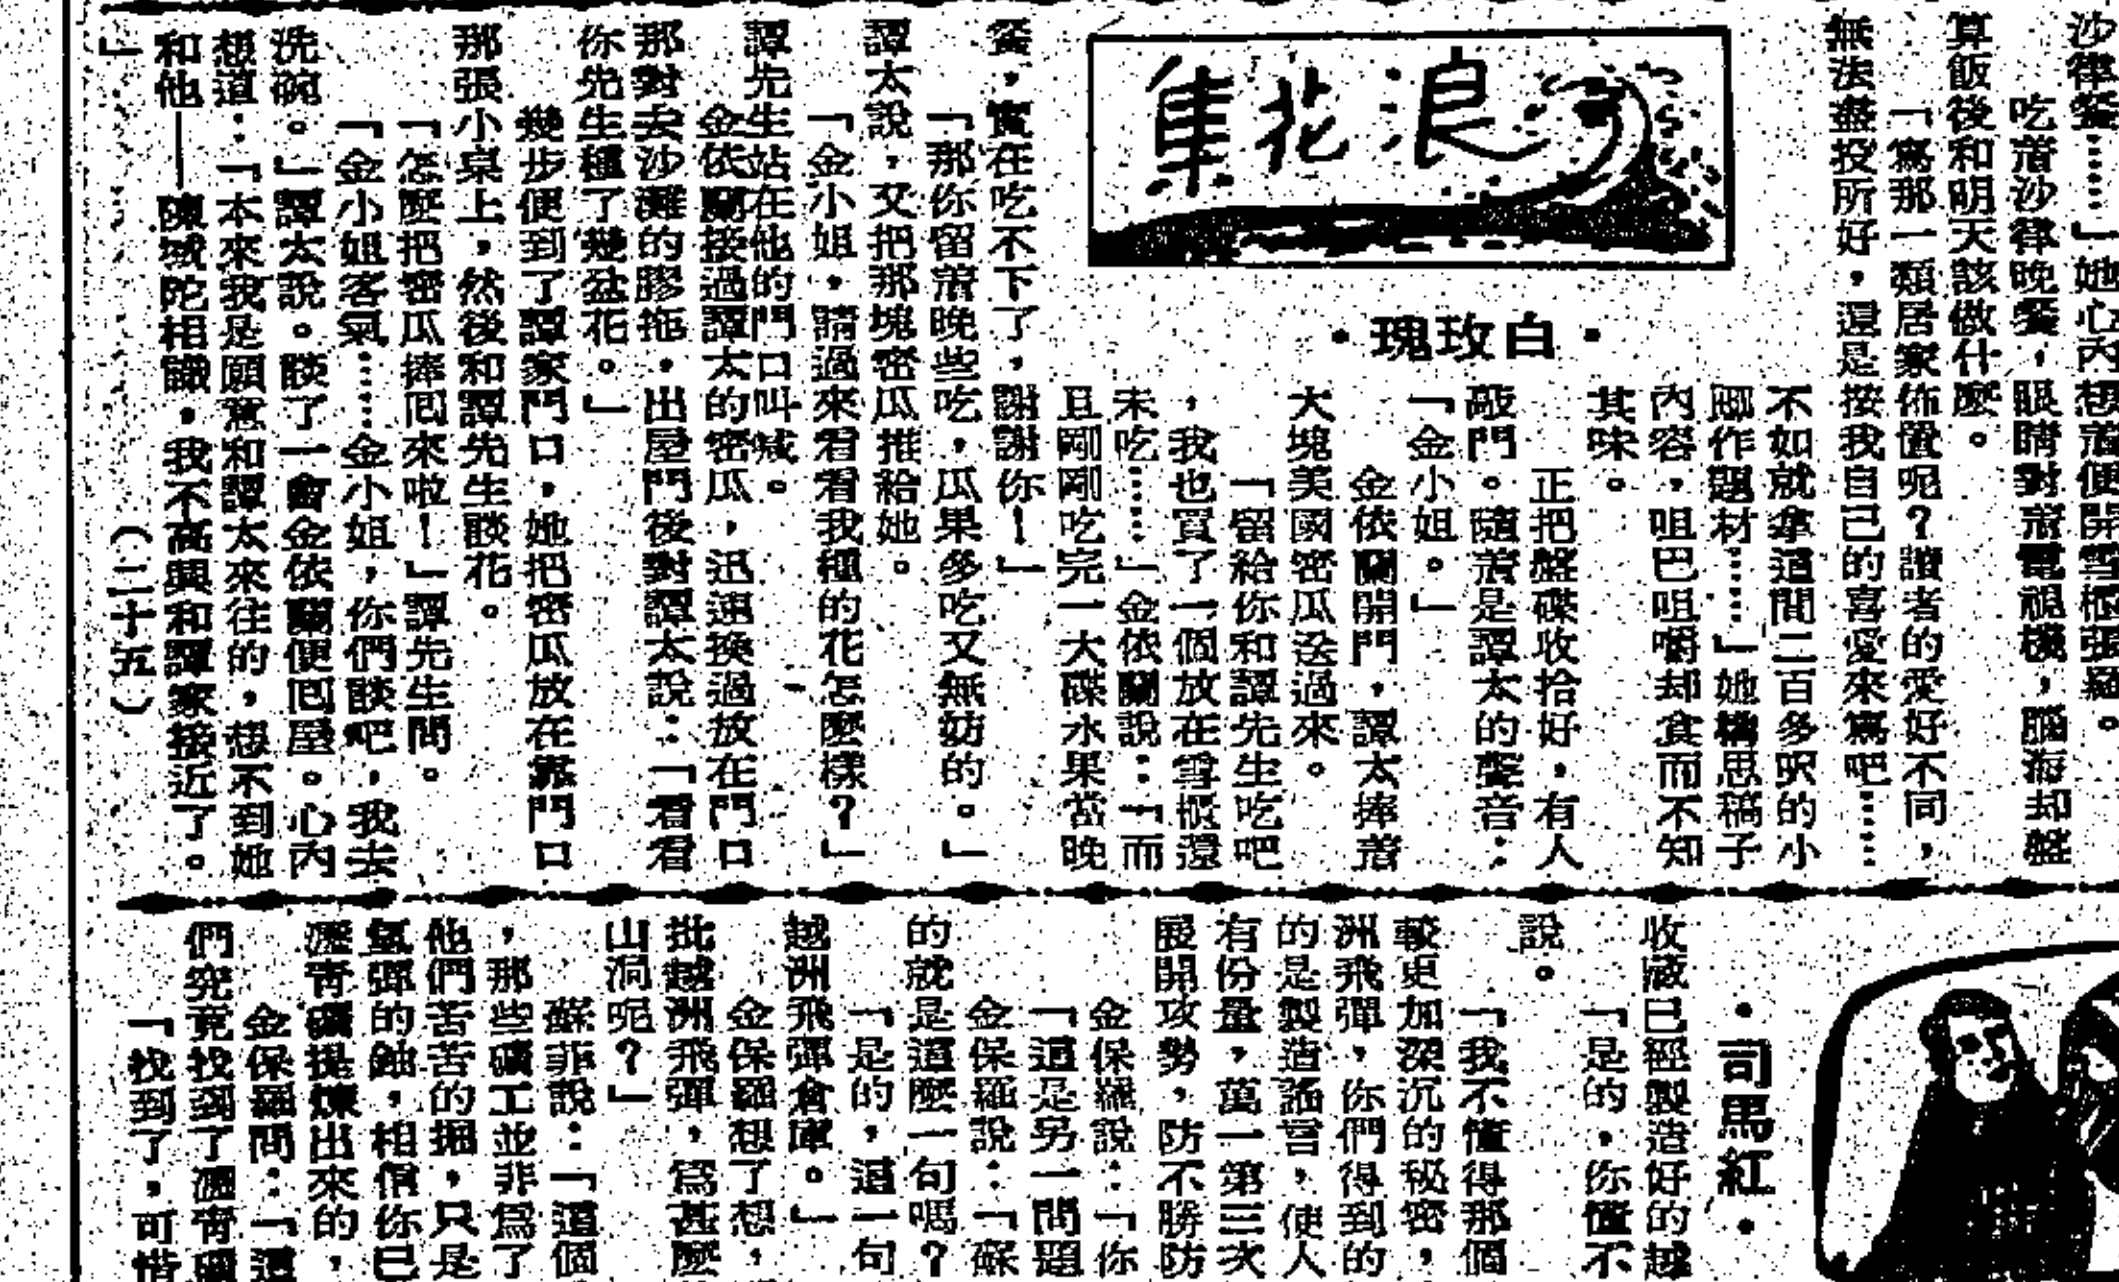 浪花集
·白玫瑰·
沙律餐……」她心內想着便開雪櫃張羅。
吃着沙律晚餐，眼睛對着電視機，腦海却盤
算飯後和明天該做什麼。
「寫那一類居家佈置呢？讀者的愛好不同，
無法盡投所好，還是按我自己的喜愛來寫吧……
不如就拿這間二百多呎的小
廊作題材……」她構思稿子
內容，咀巴咀嚼却食而不知
其味。
正把盤碟收拾好，有人
敲門。隨着是譚太的聲音：
「金小姐。」
金依蘭開門，譚太捧着
大塊美國密瓜送過來。
「留給你和譚先生吃吧
，我也買了一個放在雪櫃還
未吃……」金依蘭說：「而
且剛剛吃完一大碟水果當晚
餐，實在吃不下了，謝謝你！」
「那你留着晚些吃，瓜果多吃又無妨的。」
譚太說，又把那塊密瓜推給她。
「金小姐，請過來看看我種的花怎麼樣？」
譚先生站在他的門口叫喊。
金依蘭接過譚太的密瓜，迅速換過放在門口
那對去沙灘的膠拖，出屋門後對譚太說：「看看
你先生種了幾盆花。」
幾步便到了譚家門口，她把密瓜放在靠門口
那張小桌上，然後和譚先生談花。
「怎麼把密瓜捧囘來啦！」譚先生問。
「金小姐客氣……金小姐，你們談吧，我去
洗碗。」譚太說。談了一會金依蘭便囘屋。心內
想道：「本來我是願意和譚太來往的，想不到她
和他——陳城陀相識，我不高興和譚家接近了。
」
（二十五）
·司馬紅·
收藏已經製造好的越
「是的，你懂不
說。
「我不懂得那個
較更加深沉的秘密，
洲飛彈，你們得到的
的是製造謠言，使人
有份量，萬一第三次
展開攻勢，防不勝防
金保羅說：「你
「這是另一問題
金保羅說：「蘇
的就是這麼一句嗎？
「是的，這一句
越洲飛彈倉庫。」
金保羅想了想，
批越洲飛彈，爲甚麼
山洞呢？」
蘇菲說：「這個
，那些礦工並非爲了
他們苦苦的掘，只是
氫彈的鈾，相信你已
瀝青礦提煉出來的，
金保羅問：「這
們究竟找到了瀝青礦
「找到了，可惜